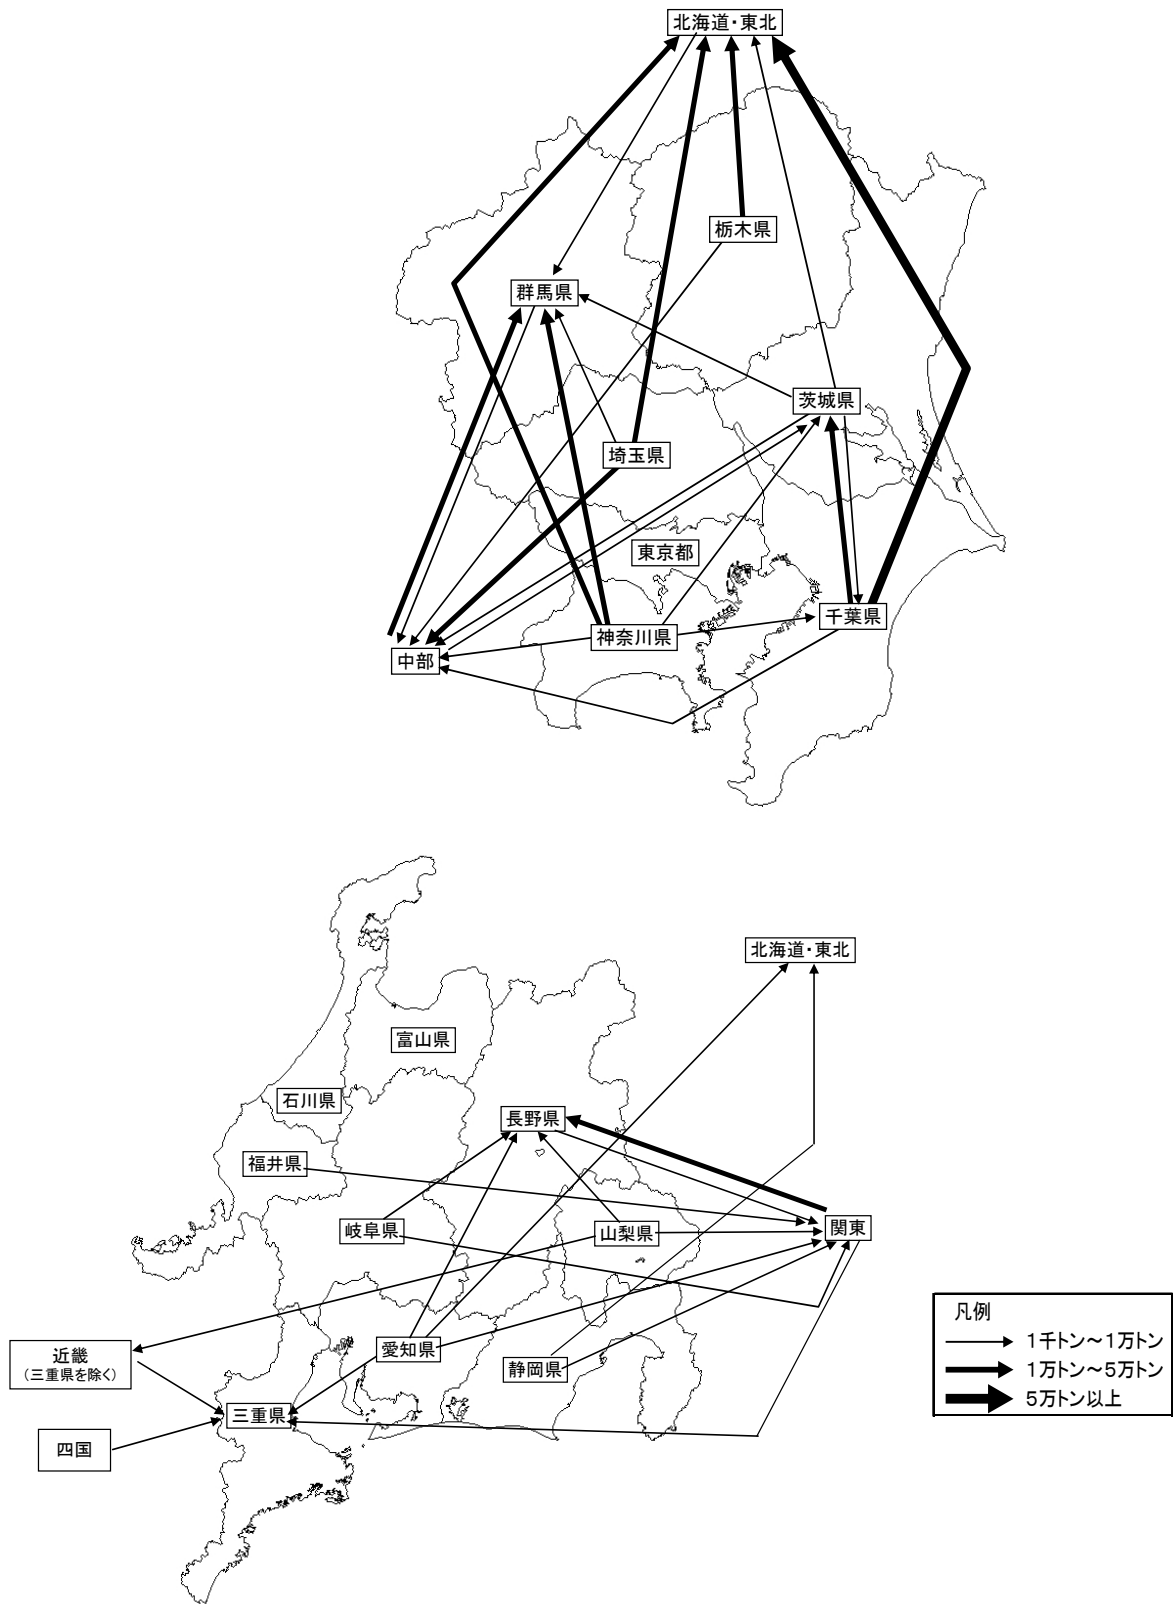 北海道・東北
栃木県
群馬県
茨城県
埼玉県
東京都
千葉県
神奈川県
中部
北海道・東北
富山県
石川県
長野県
福井県
岐阜県
山梨県
関東
愛知県
近畿
（三重県を除く）
静岡県
三重県
四国
凡例
1千トン～1万トン
1万トン～5万トン
5万トン以上